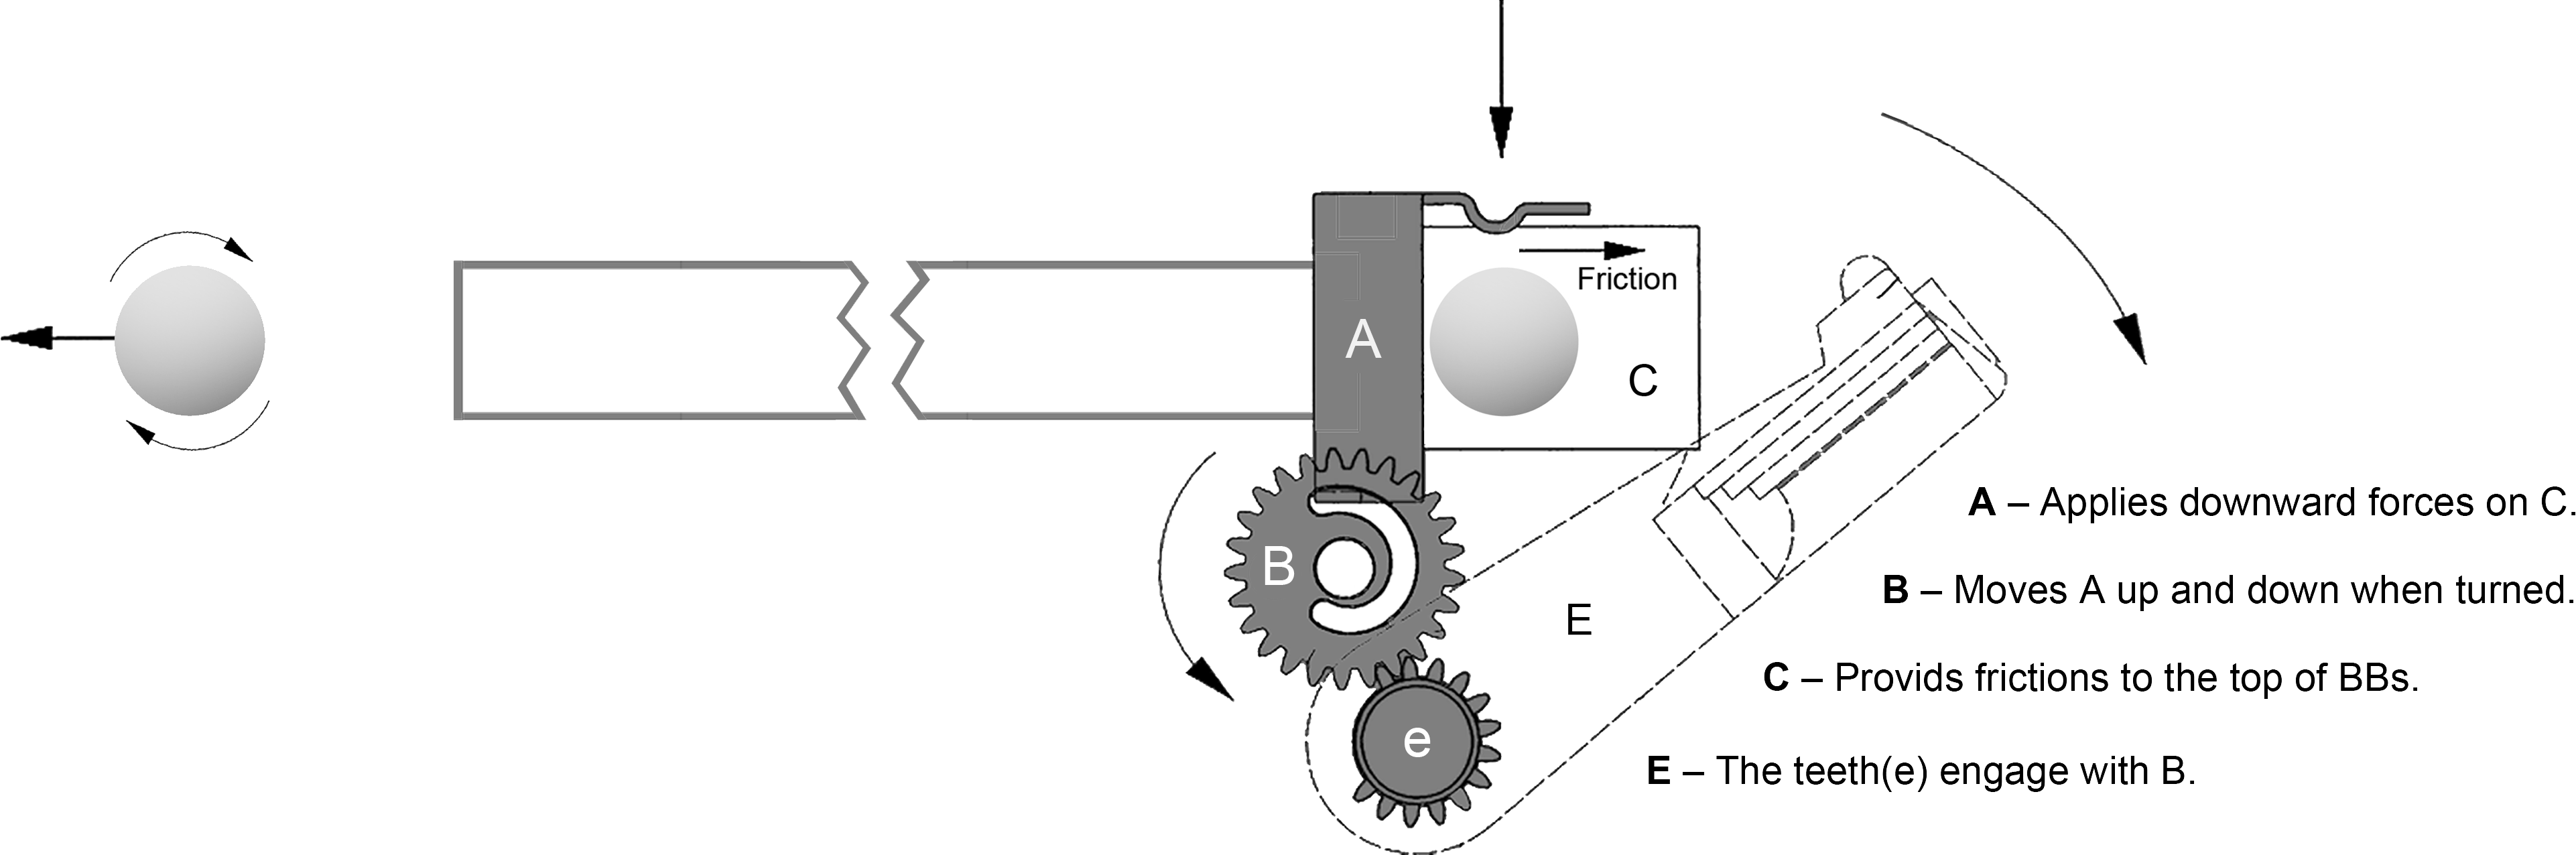 Friction
A
C
B
E
e
A – Applies downward forces on C.
B – Moves A up and down when turned.
C – Provids frictions to the top of BBs.
E – The teeth(e) engage with B.